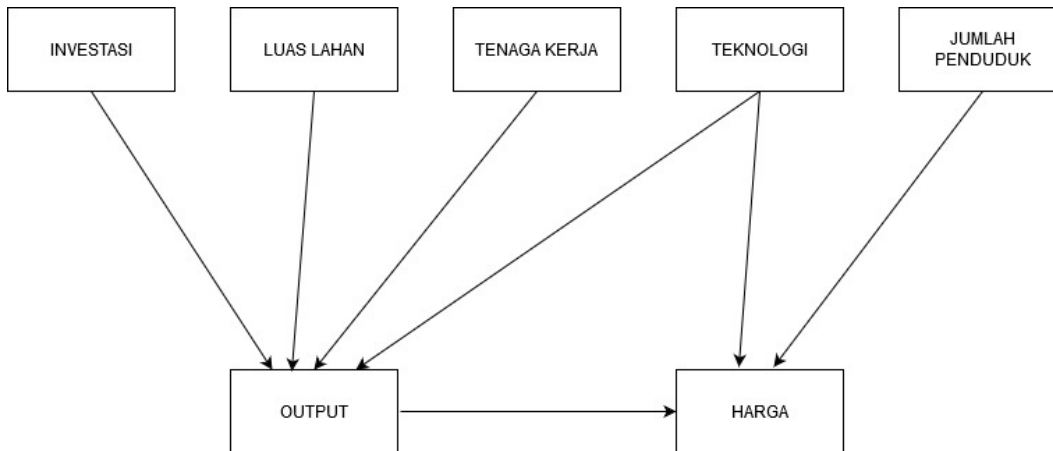 INVESTASI
LUAS LAHAN
TENAGA KERJA
TEKNOLOGI
JUMLAH
PENDUDUK
OUTPUT
HARGA